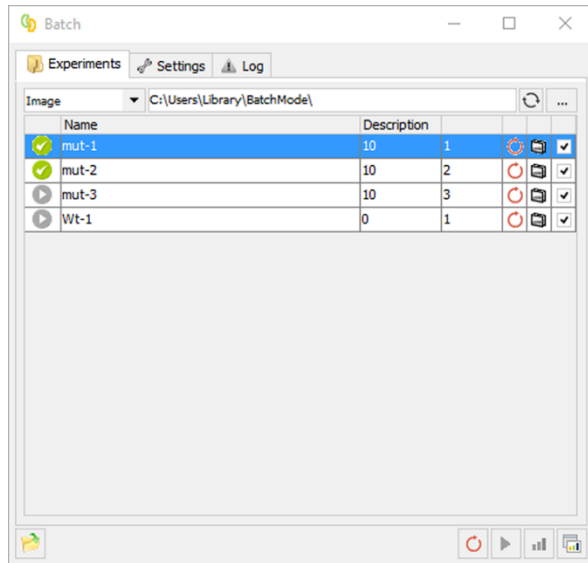 Batch
Experiments Settings Log
Image C:\Users\Library\BatchMode\ ...
Name Description
mut-1 10 1
mut-2 10 2
mut-3 10 3
Wt-1 0 1